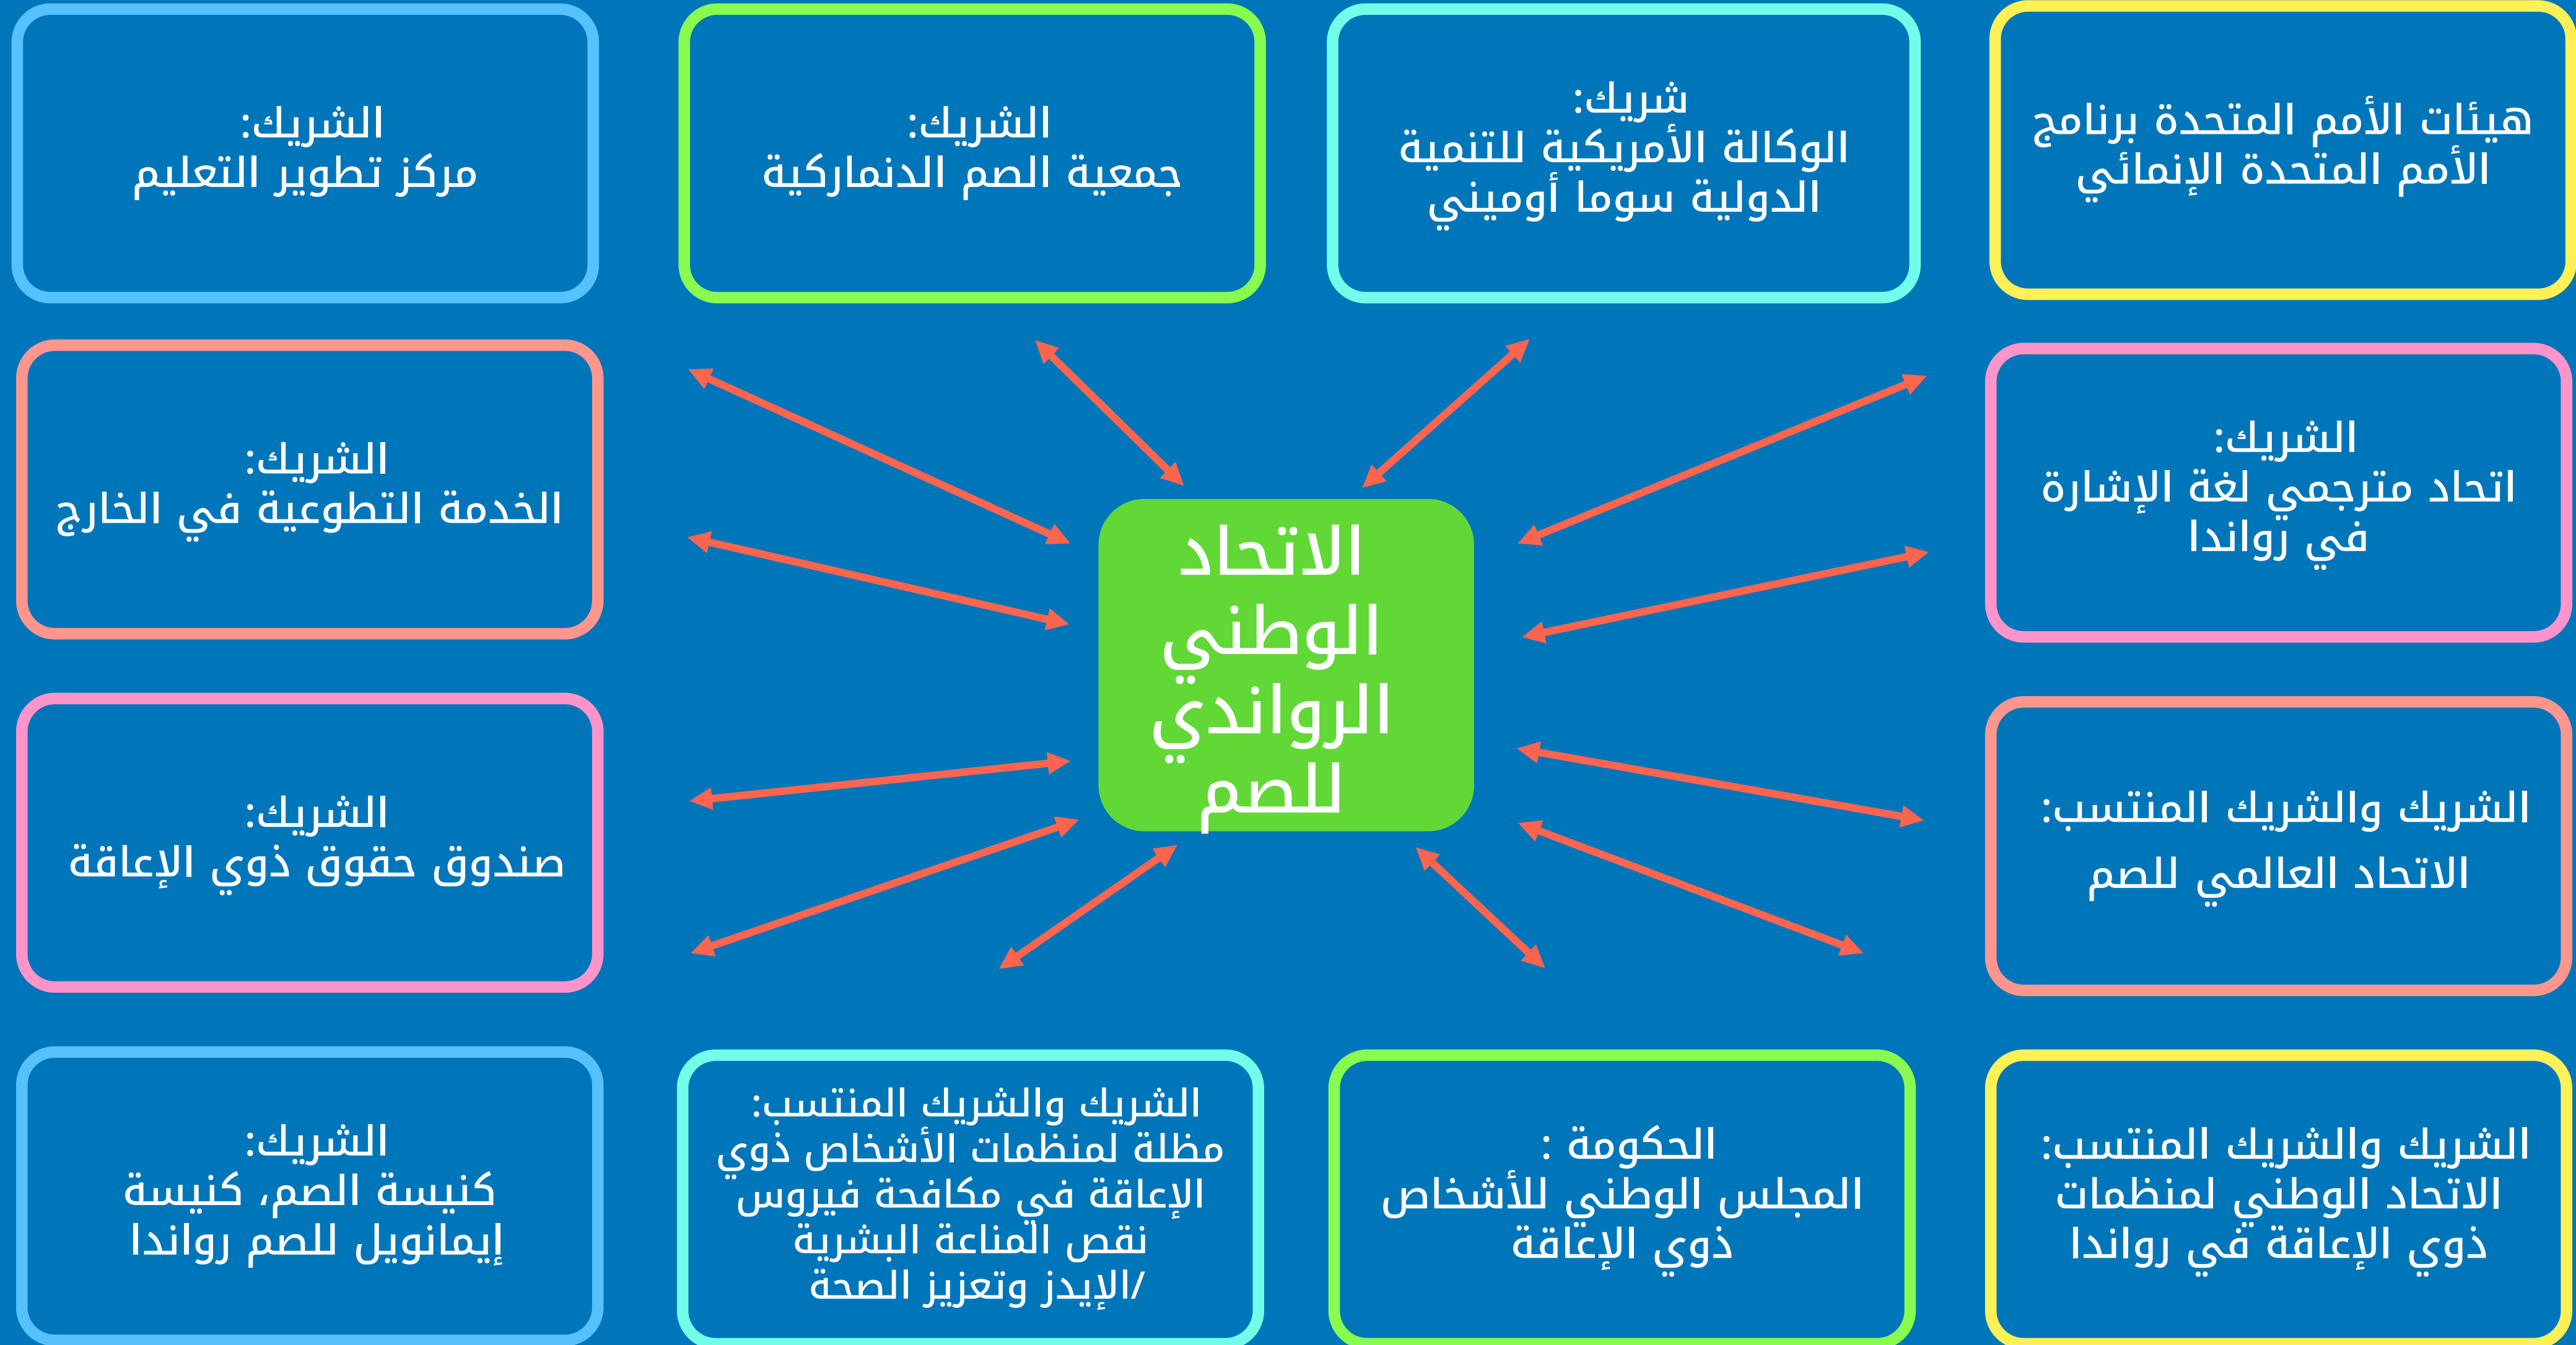 هيئات الأمم المتحدة برنامج
الأمم المتحدة الإنمائي
شريك:
الوكالة الأمريكية للتنمية
الدولية سوما أوميني
الشريك:
جمعية الصم الدنماركية
الشريك:
مركز تطوير التعليم
الشريك:
اتحاد مترجمي لغة الإشارة
في رواندا
الشريك:
الخدمة التطوعية في الخارج
الاتحاد
الوطني
الرواندي
للصم
الشريك والشريك المنتسب:
الاتحاد العالمي للصم
الشريك:
صندوق حقوق ذوي الإعاقة
الشريك والشريك المنتسب:
الاتحاد الوطني لمنظمات
ذوي الإعاقة في رواندا
الحكومة :
المجلس الوطني للأشخاص
ذوي الإعاقة
الشريك والشريك المنتسب:
مظلة لمنظمات الأشخاص ذوي
الإعاقة في مكافحة فيروس
نقص المناعة البشرية
/الإيدز وتعزيز الصحة
الشريك:
كنيسة الصم، كنيسة
إيمانويل للصم رواندا